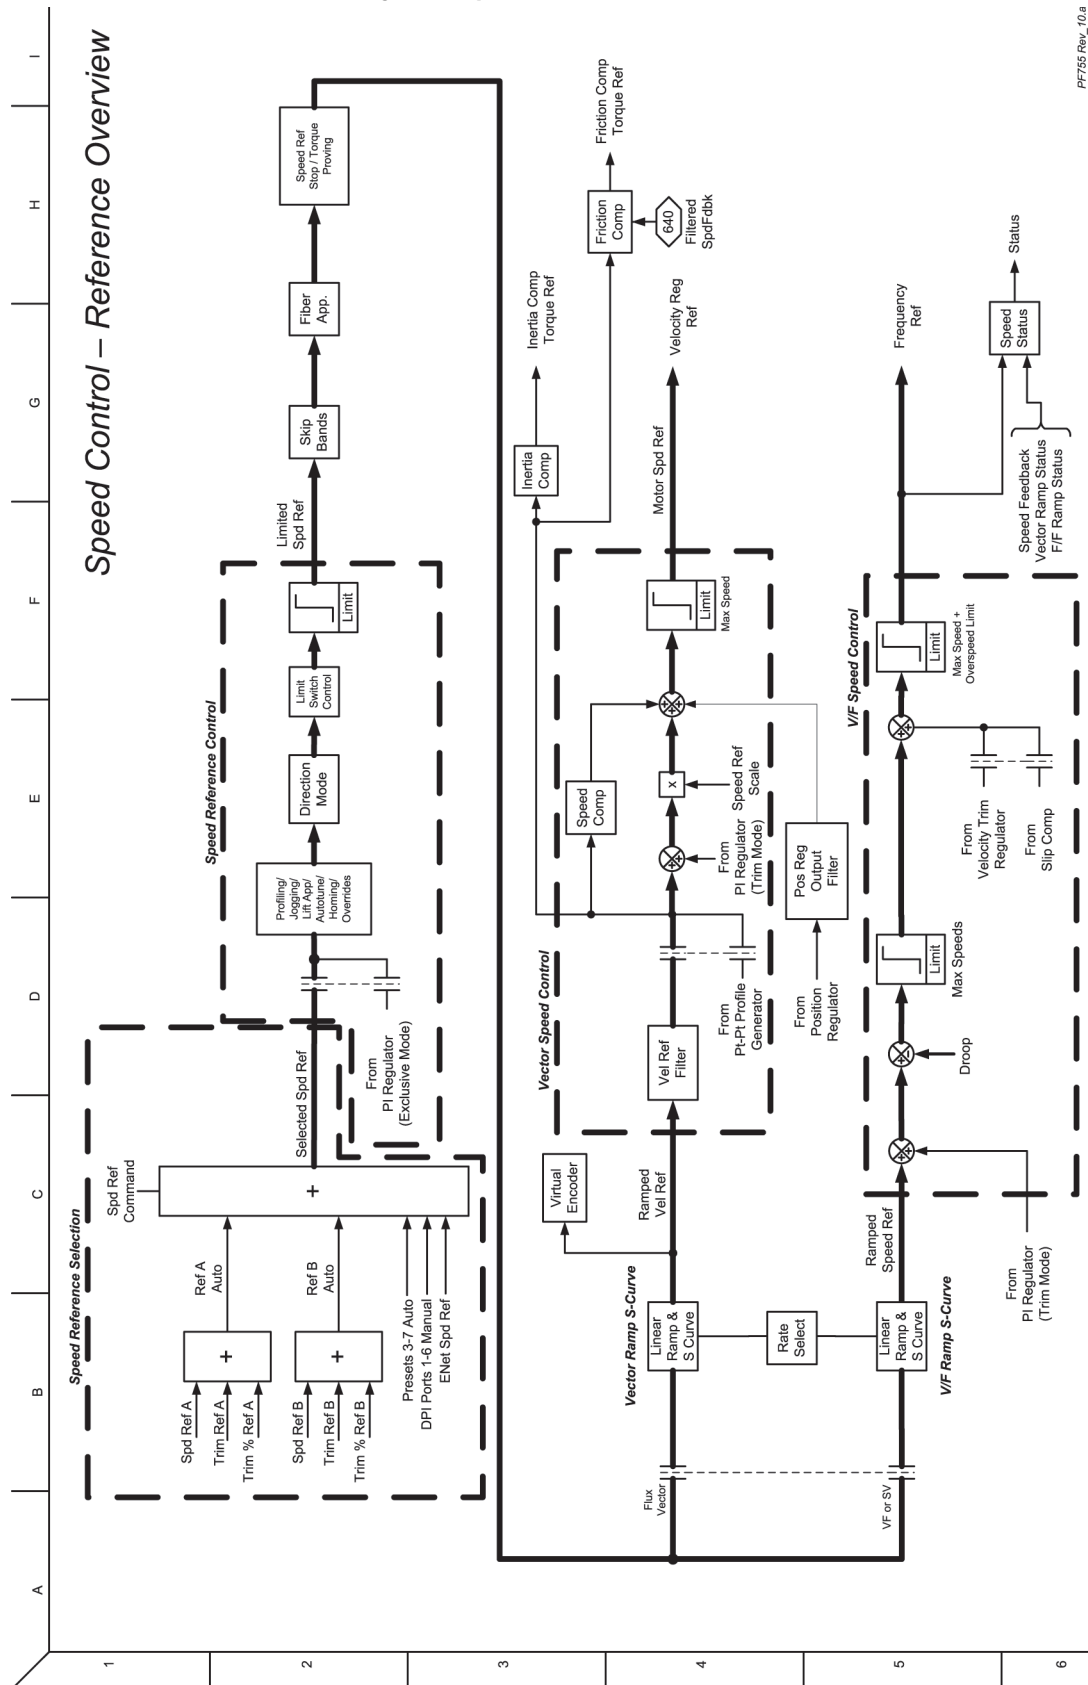 Speed Control – Reference Overview
A
B
C
D
E
F
G
H
I
1
2
3
4
5
6
Speed Reference Selection
Spd Ref A
Trim Ref A
Trim % Ref A
+
Ref A
Auto
Spd Ref B
Trim Ref B
Trim % Ref B
+
Ref B
Auto
Presets 3-7 Auto
DPI Ports 1-6 Manual
ENet Spd Ref
Spd Ref
Command
+
Selected Spd Ref
Speed Reference Control
From
PI Regulator
(Exclusive Mode)
Profiling/
Jogging/
Lift App/
Autotune/
Homing/
Overrides
Direction
Mode
Limit
Switch
Control
Limit
Limited
Spd Ref
Skip
Bands
Fiber
App.
Speed Ref
Stop / Torque
Proving
Flux
Vector
Vector Ramp S-Curve
Linear
Ramp &
S Curve
Virtual
Encoder
Ramped
Vel Ref
Vector Speed Control
Vel Ref
Filter
From
Pt-Pt Profile
Generator
Speed
Comp
+
+
From
PI Regulator
(Trim Mode)
x
Speed Ref
Scale
+
+
+
Limit
Max Speed
Motor Spd Ref
Velocity Reg
Ref
Inertia
Comp
Inertia Comp
Torque Ref
Friction
Comp
Friction Comp
Torque Ref
640
Filtered
SpdFdbk
From
Position
Regulator
Pos Reg
Output
Filter
Rate
Select
VF or SV
Linear
Ramp &
S Curve
V/F Ramp S-Curve
Ramped
Speed Ref
From
PI Regulator
(Trim Mode)
V/F Speed Control
+
+
+
-
Droop
Limit
Max Speeds
+
+
From
Velocity Trim
Regulator
From
Slip Comp
Limit
Max Speed +
Overspeed Limit
Frequency
Ref
Speed Feedback
Vector Ramp Status
F/F Ramp Status
Speed
Status
Status
PF755 Rev_10.a